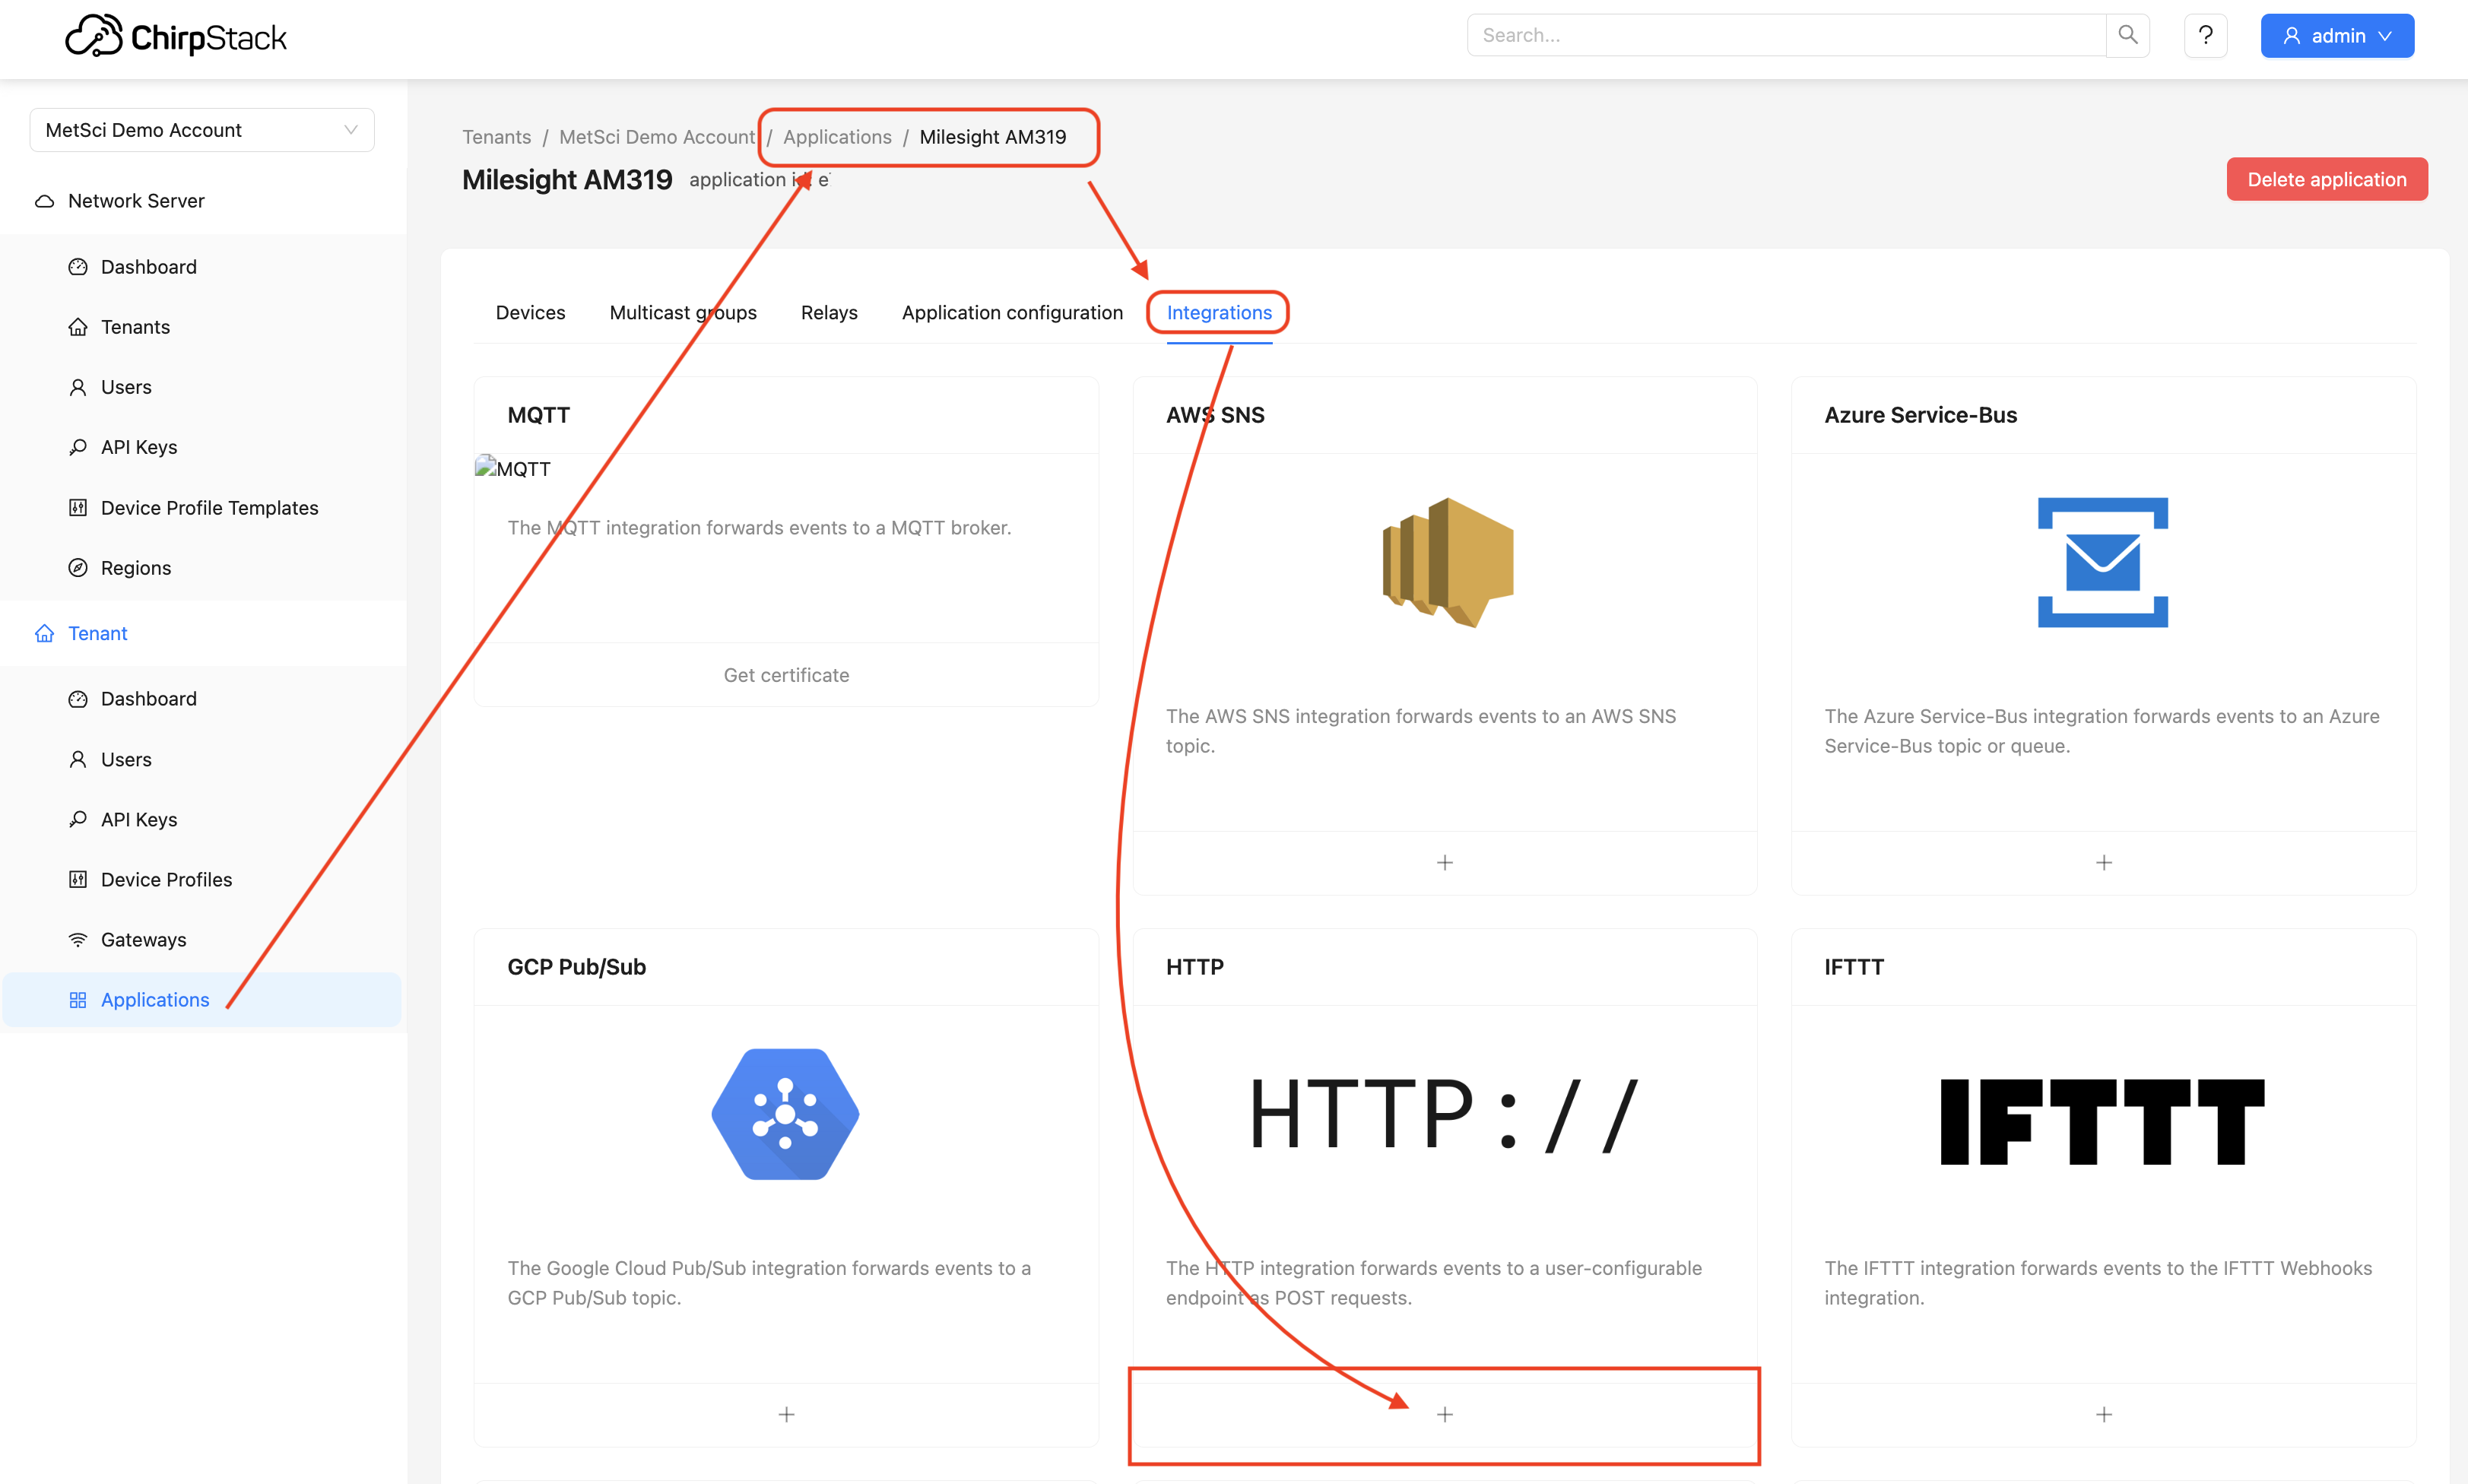 ChirpStack
Search...
?
admin
MetSci Demo Account
Network Server
Dashboard
Tenants
Users
API Keys
Device Profile Templates
Regions
Tenant
Dashboard
Users
API Keys
Device Profiles
Gateways
Applications
Tenants / MetSci Demo Account / Applications / Milesight AM319
Milesight AM319 application id: e
Delete application
Devices Multicast groups Relays Application configuration Integrations
MQTT
MQTT
The MQTT integration forwards events to a MQTT broker.
Get certificate
AWS SNS
The AWS SNS integration forwards events to an AWS SNS
topic.
+
Azure Service-Bus
The Azure Service-Bus integration forwards events to an Azure
Service-Bus topic or queue.
+
GCP Pub/Sub
The Google Cloud Pub/Sub integration forwards events to a
GCP Pub/Sub topic.
+
HTTP
HTTP://
The HTTP integration forwards events to a user-configurable
endpoint as POST requests.
+
IFTTT
IFTTT
The IFTTT integration forwards events to the IFTTT Webhooks
integration.
+